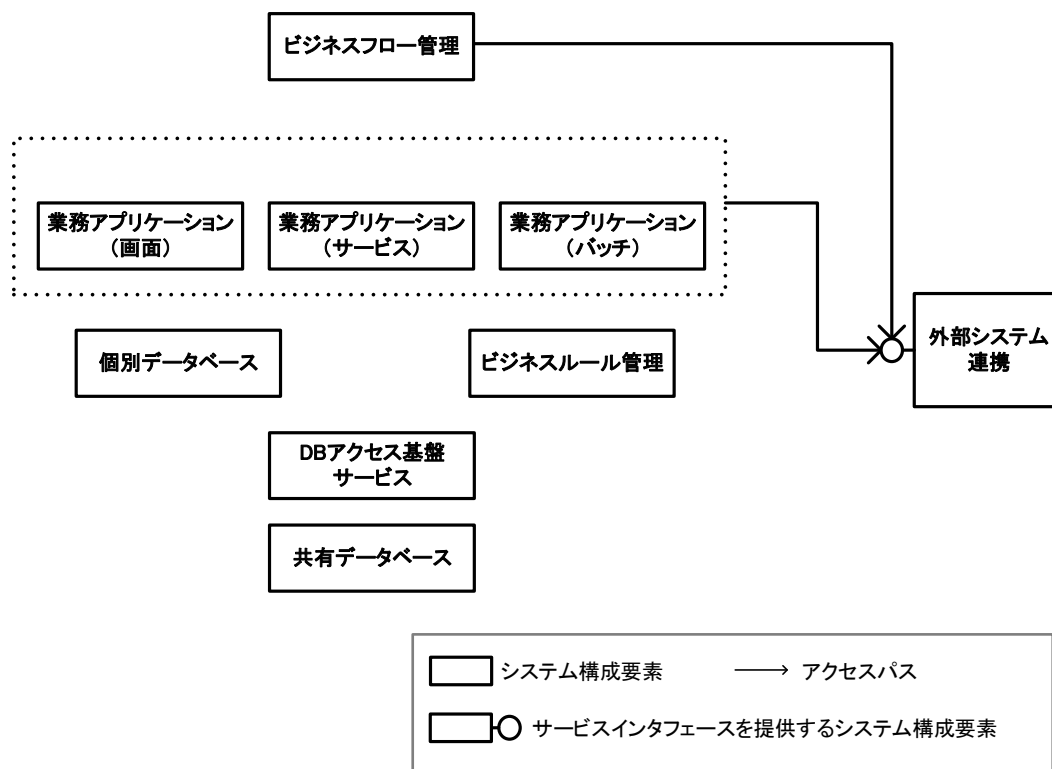 ビジネスフロー管理
業務アプリケーション
（画面）
業務アプリケーション
（サービス）
業務アプリケーション
（バッチ）
個別データベース
ビジネスルール管理
外部システム
連携
DBアクセス基盤
サービス
共有データベース
システム構成要素
アクセスパス
サービスインタフェースを提供するシステム構成要素